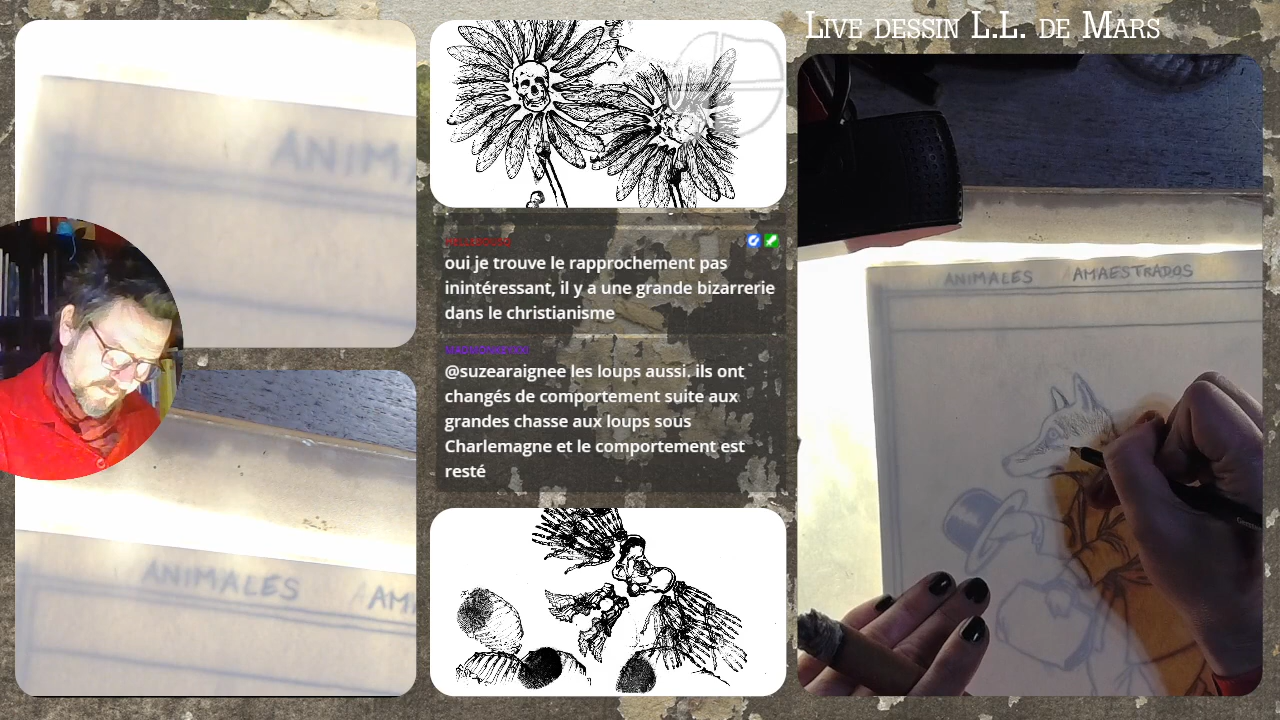 LIVE DESSIN L.L. DE MARS
ANIMA
oui je trouve le rapprochement pas
inintéressant, il y a une grande bizarrerie
dans le christianisme
@suzearaignee les loups aussi. ils ont
changés de comportement suite aux
grandes chasse aux loups sous
Charlemagne et le comportement est
resté
ANIMALES AMAESTRADOS
ANIMALES AM